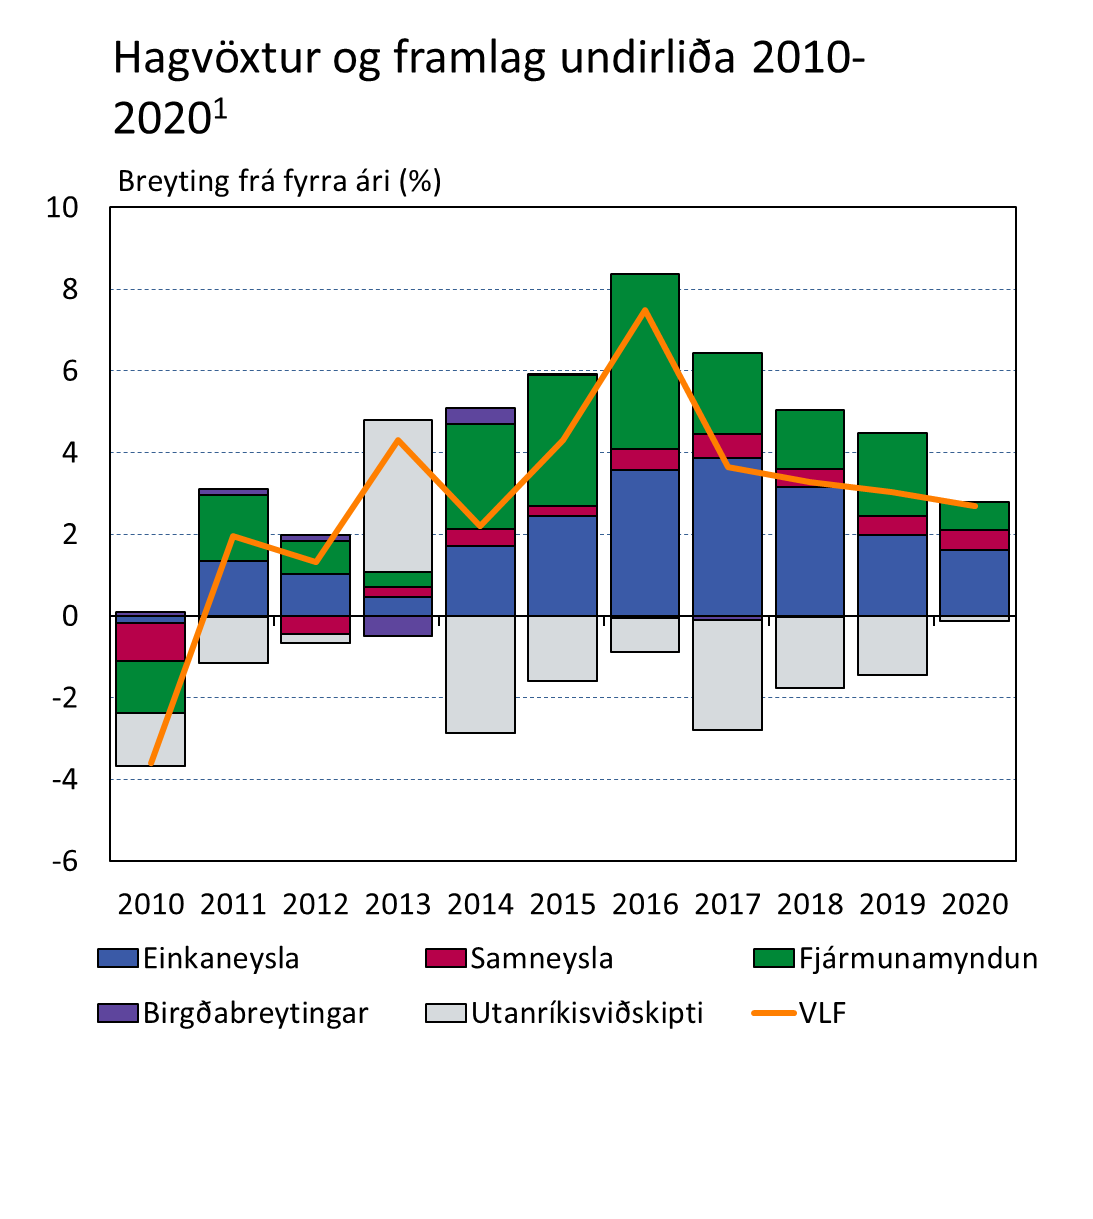 Hagvöxtur og framlag undirliða 2010-
2020¹
Breyting frá fyrra ári (%)
10
8
6
4
2
0
-2
-4
-6
2010 2011 2012 2013 2014 2015 2016 2017 2018 2019 2020
Einkaneysla Samneysla Fjármunamyndun
Birgðabreytingar Utanríkisviðskipti VLF